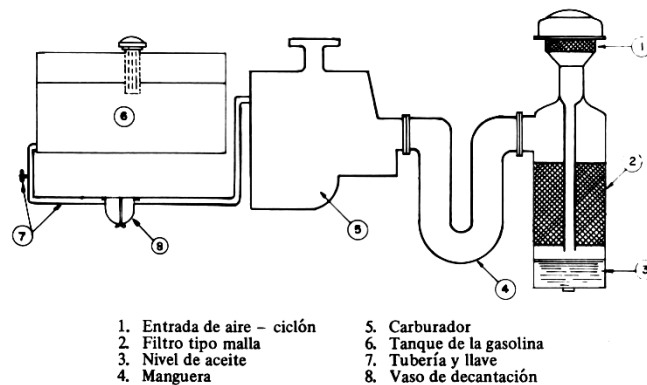 1
6
2
7
8
5
4
3
1. Entrada de aire – ciclón
2. Filtro tipo malla
3. Nivel de aceite
4. Manguera
5. Carburador
6. Tanque de la gasolina
7. Tubería y llave
8. Vaso de decantación